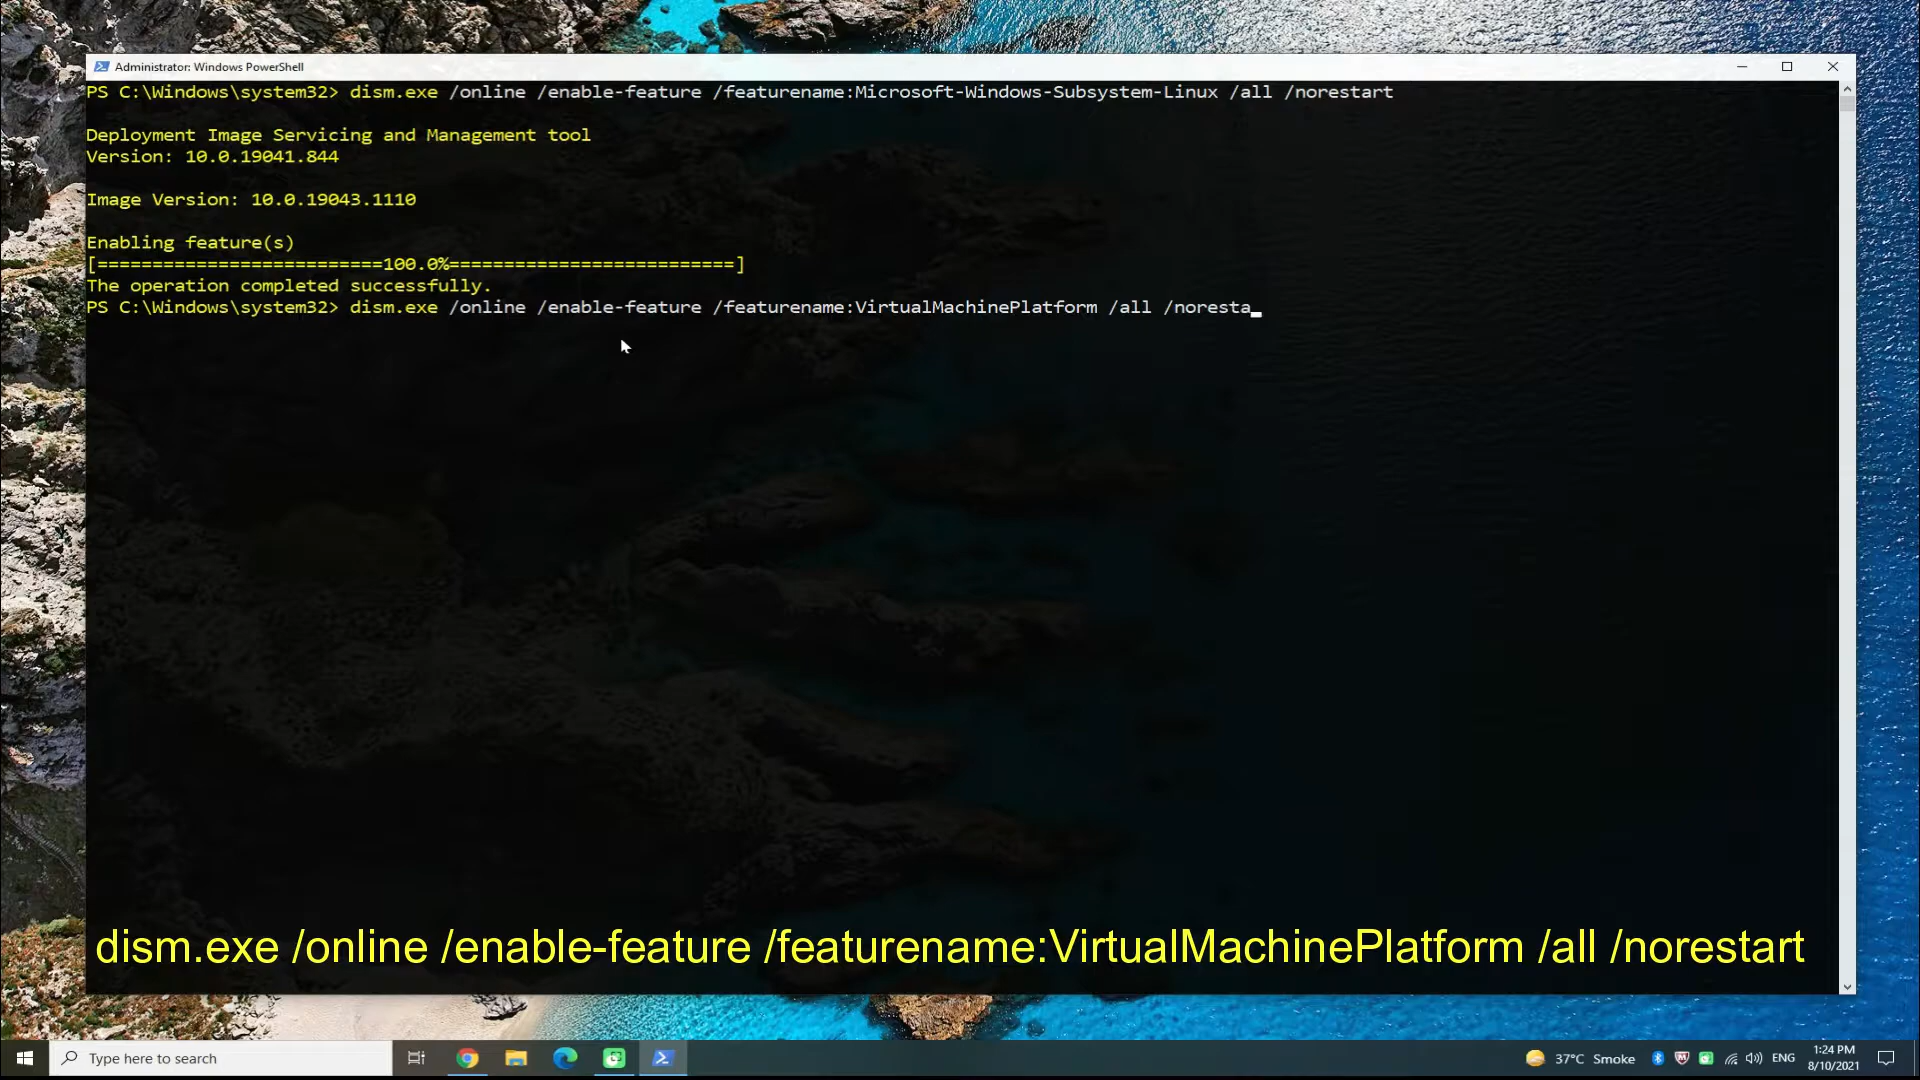 Administrator: Windows PowerShell
PS C:\Windows\system32> dism.exe /online /enable-feature /featurename:Microsoft-Windows-Subsystem-Linux /all /norestart
Deployment Image Servicing and Management tool
Version: 10.0.19041.844
Image Version: 10.0.19043.1110
Enabling feature(s)
[==========================100.0%==========================]
The operation completed successfully.
PS C:\Windows\system32> dism.exe /online /enable-feature /featurename:VirtualMachinePlatform /all /noresta_
dism.exe /online /enable-feature /featurename:VirtualMachinePlatform /all /norestart
Type here to search
37°C Smoke
ENG
1:24 PM
8/10/2021